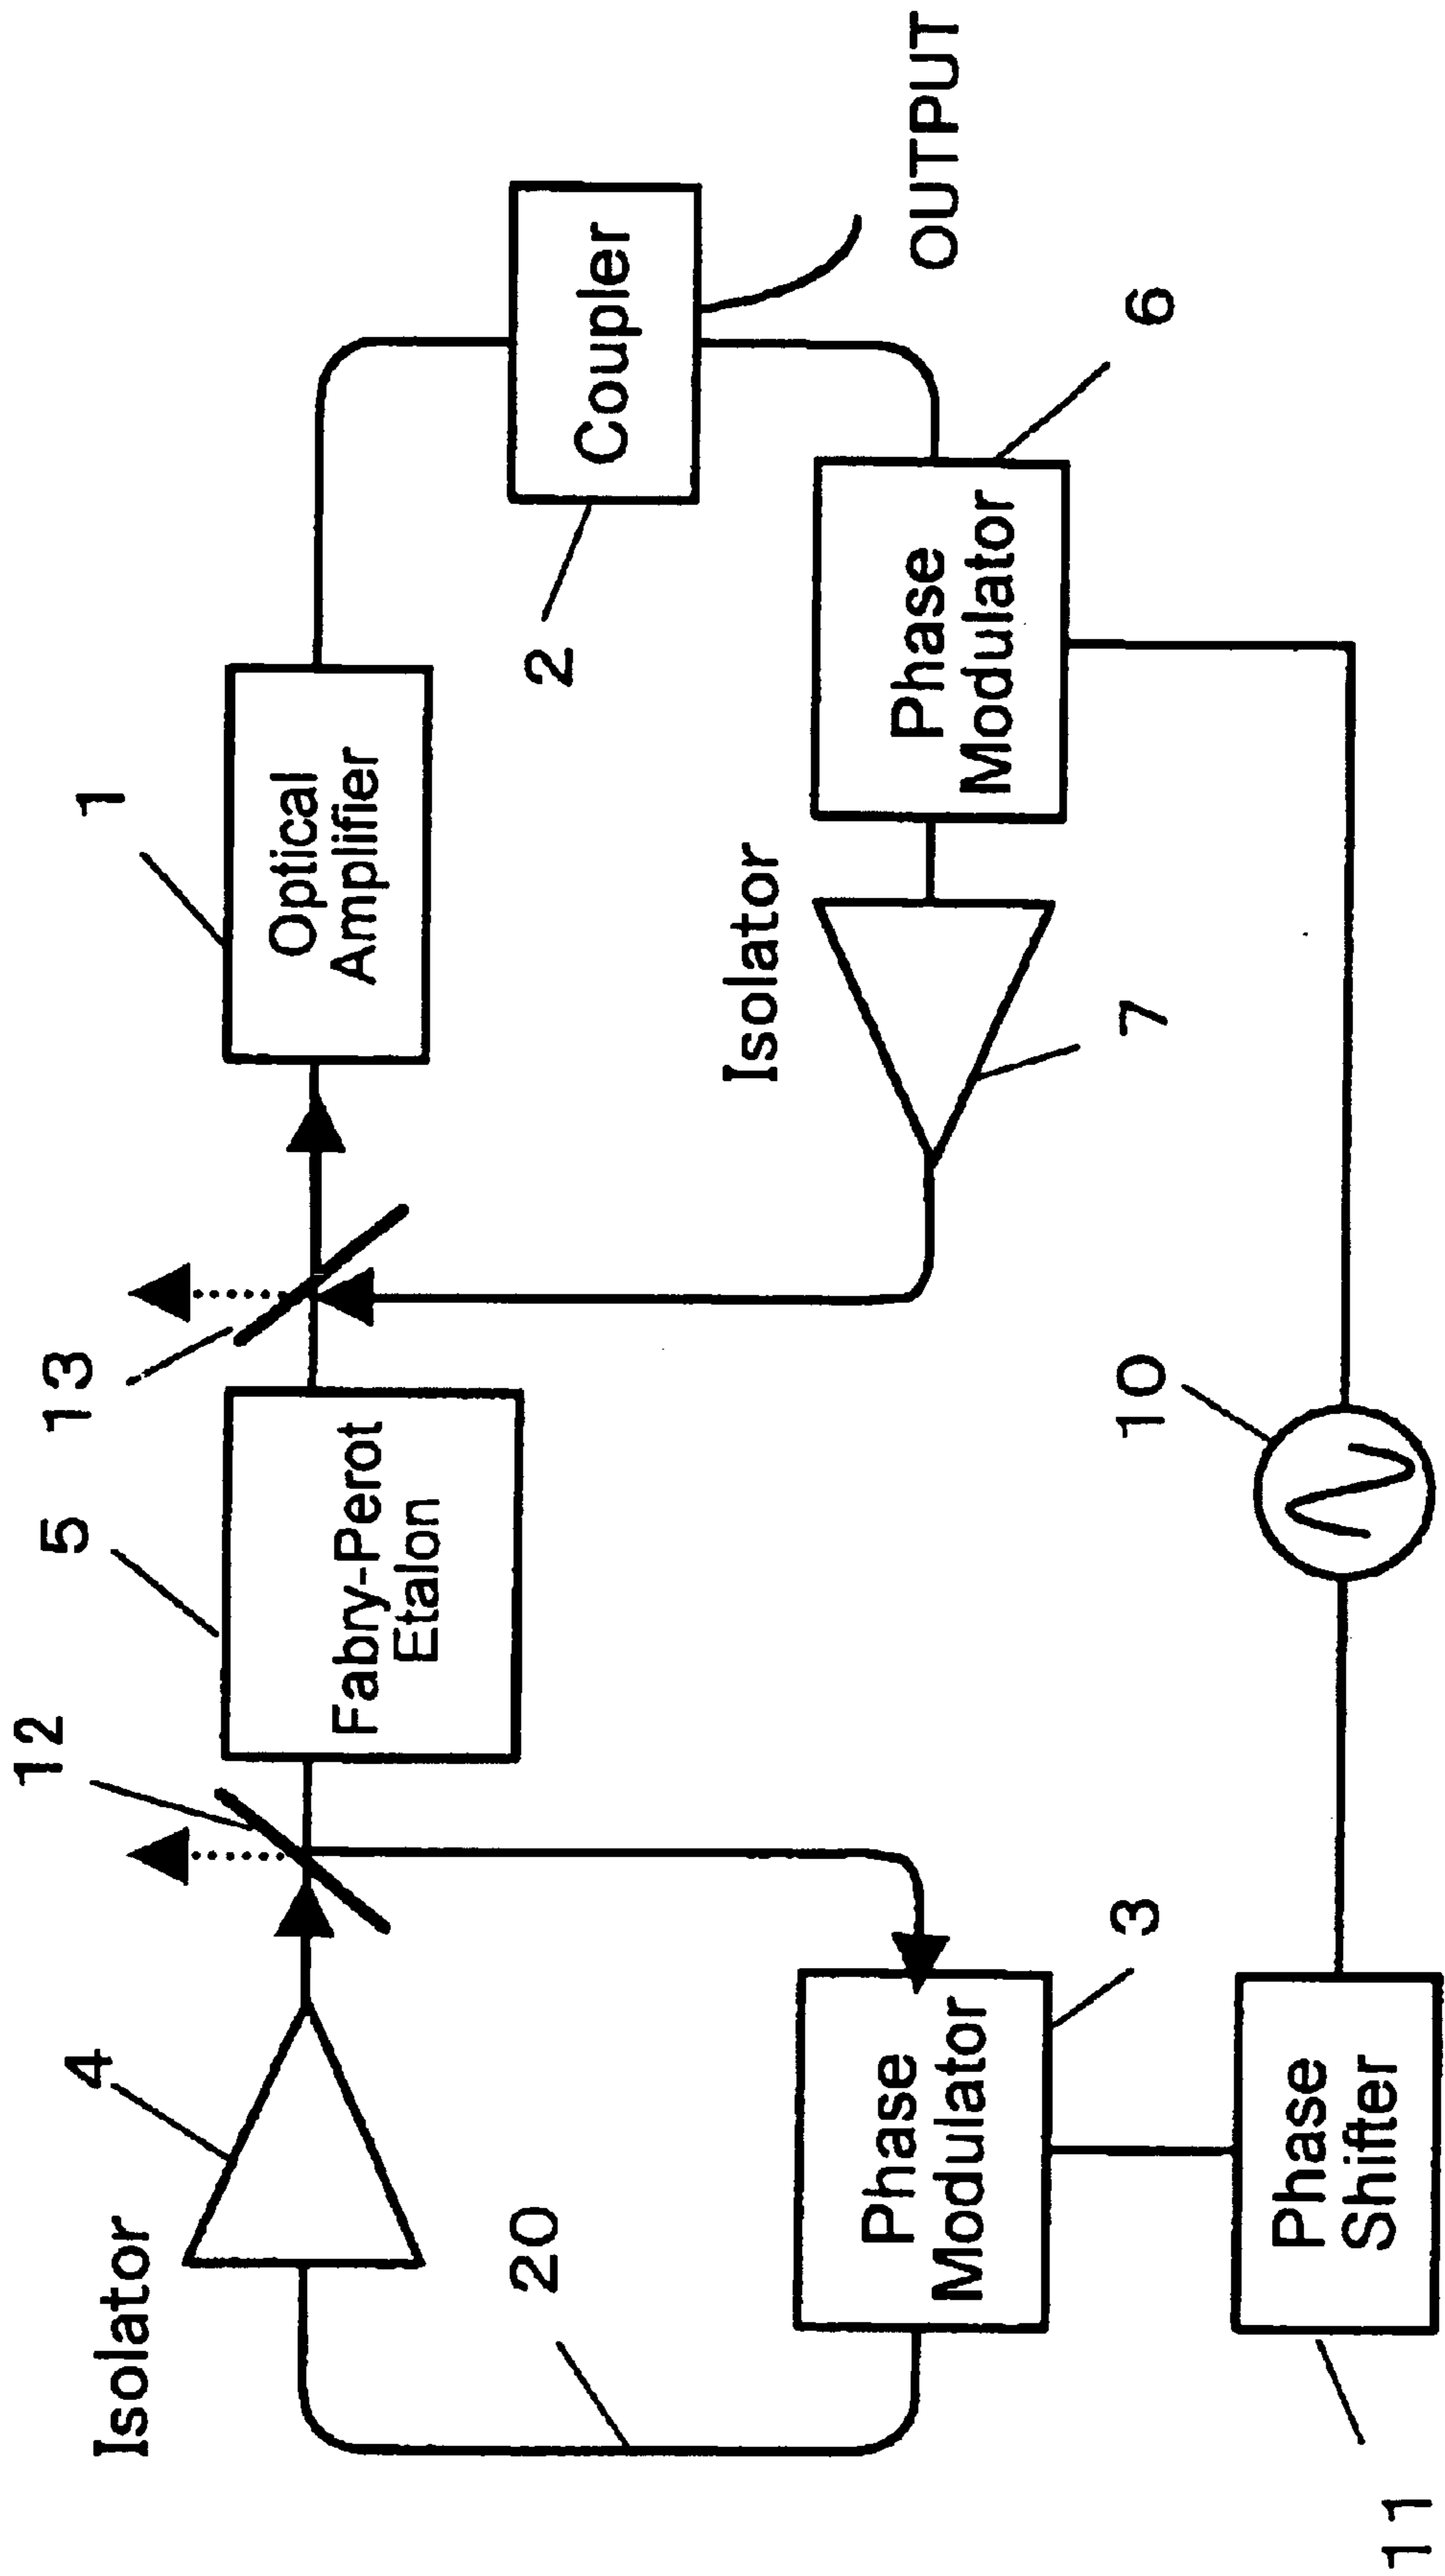 Isolator
4
12
5
13
1
Fabry-Perot
Etalon
Optical
Amplifier
2
Coupler
OUTPUT
20
Phase
Modulator
3
Isolator
7
Phase
Modulator
6
10
11
Phase
Shifter